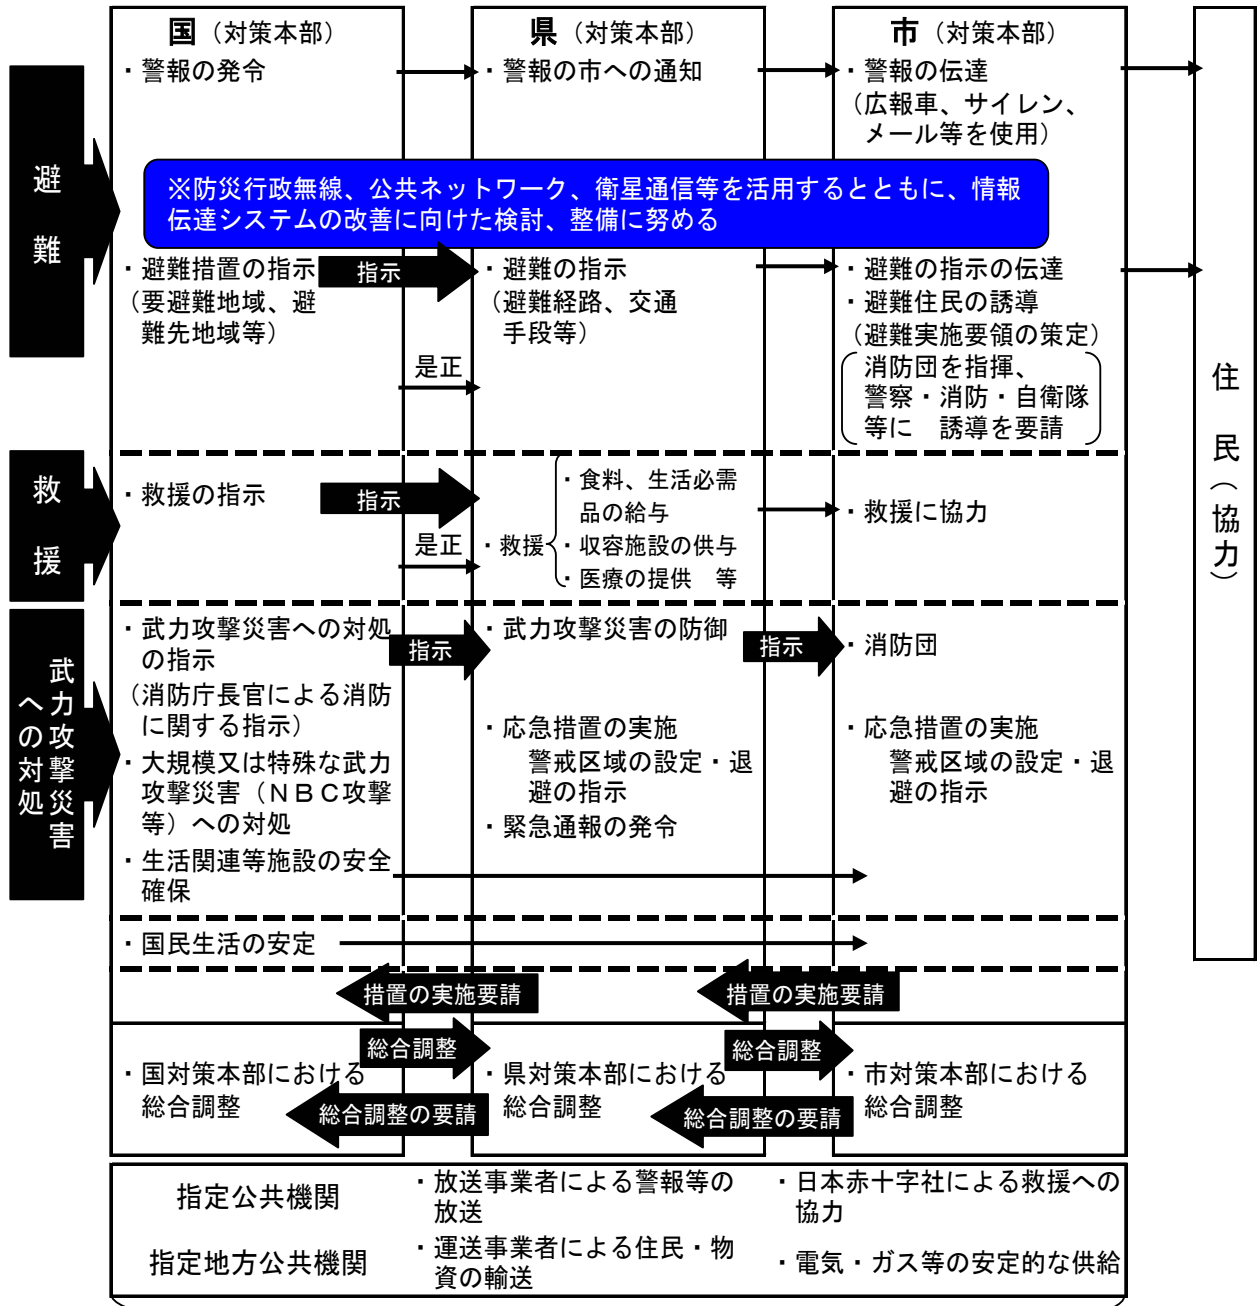 国（対策本部）
・警報の発令
県（対策本部）
・警報の市への通知
市（対策本部）
・警報の伝達
（広報車、サイレン、
メール等を使用）
避難
※防災行政無線、公共ネットワーク、衛星通信等を活用するとともに、情報
伝達システムの改善に向けた検討、整備に努める
・避難措置の指示
（要避難地域、避
難先地域等）
指示
是正
・避難の指示
（避難経路、交通
手段等）
・避難の指示の伝達
・避難住民の誘導
（避難実施要領の策定）
消防団を指揮、
警察・消防・自衛隊
等に　誘導を要請
住民（協力）
救援
・救援の指示
指示
是正
・救援
・食料、生活必需
品の給与
・収容施設の供与
・医療の提供　等
・救援に協力
武力攻撃災害
への対処
・武力攻撃災害への対処
の指示
（消防庁長官による消防
に関する指示）
・大規模又は特殊な武力
攻撃災害（ＮＢＣ攻撃
等）への対処
・生活関連等施設の安全
確保
指示
・武力攻撃災害の防御
・応急措置の実施
警戒区域の設定・退
避の指示
・緊急通報の発令
指示
・消防団
・応急措置の実施
警戒区域の設定・退
避の指示
・国民生活の安定
措置の実施要請
措置の実施要請
総合調整
総合調整
・国対策本部における
総合調整
・県対策本部における
総合調整
・市対策本部における
総合調整
総合調整の要請
総合調整の要請
指定公共機関
・放送事業者による警報等の
放送
・日本赤十字社による救援への
協力
指定地方公共機関
・運送事業者による住民・物
資の輸送
・電気・ガス等の安定的な供給